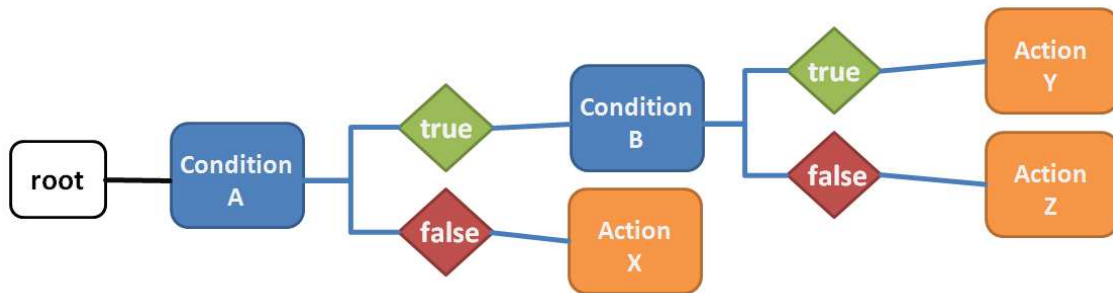 root
Condition
A
true
false
Condition
B
Action
X
true
false
Action
Y
Action
Z